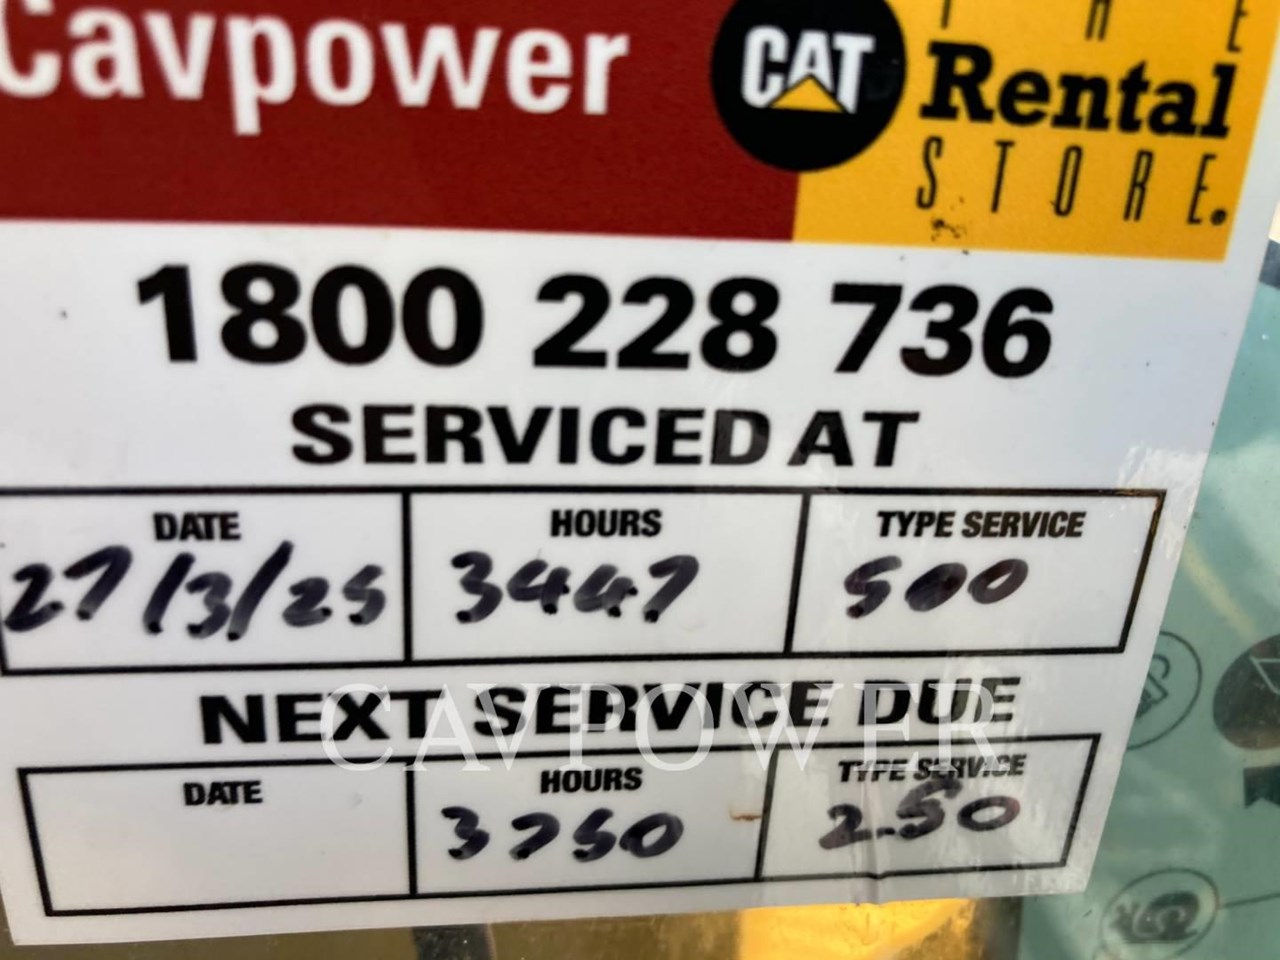 Cavpower CAT THE
Rental
STORE.
1800 228 736
SERVICED AT
DATE HOURS TYPE SERVICE
27/3/25 3447 500
NEXT SERVICE DUE
CAVPOWER
DATE HOURS TYPE SERVICE
3750 250